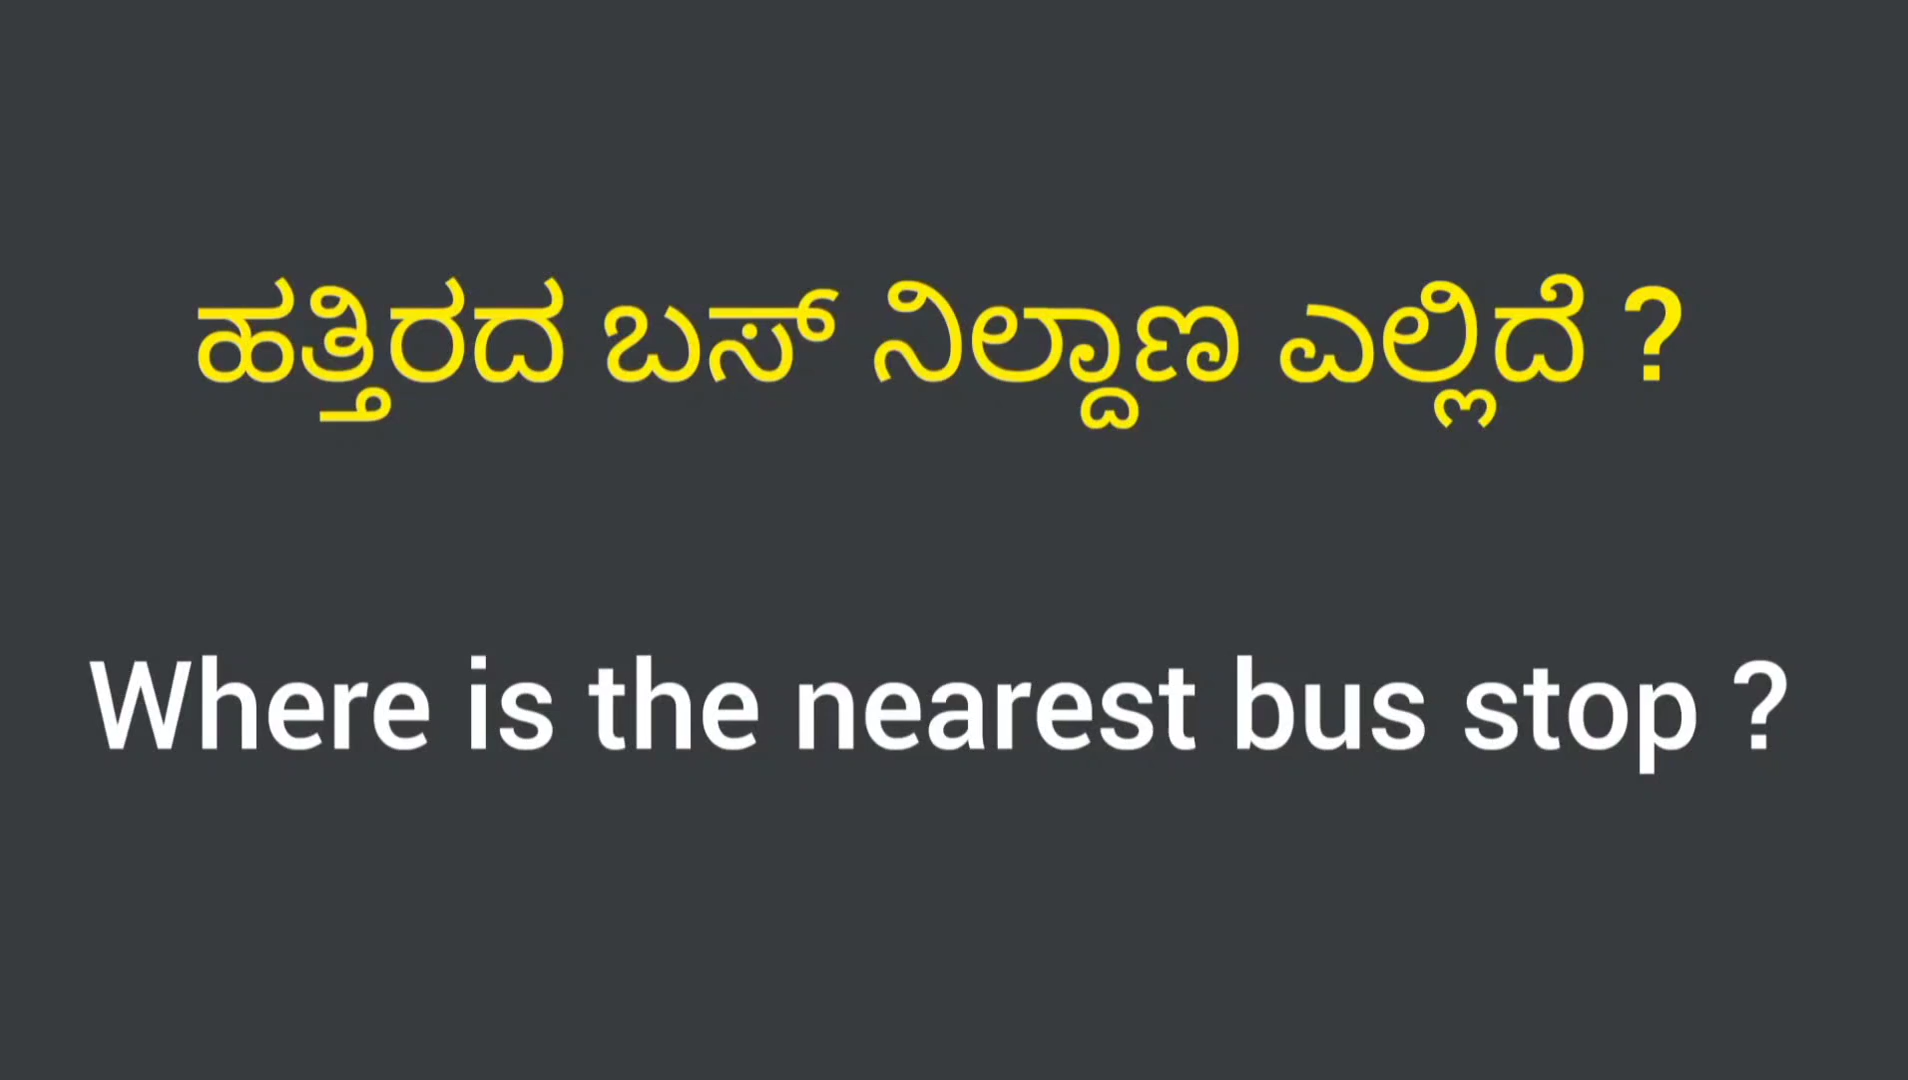 ಹತ್ತಿರದ ಬಸ್ ನಿಲ್ದಾಣ ಎಲ್ಲಿದೆ ?
Where is the nearest bus stop ?